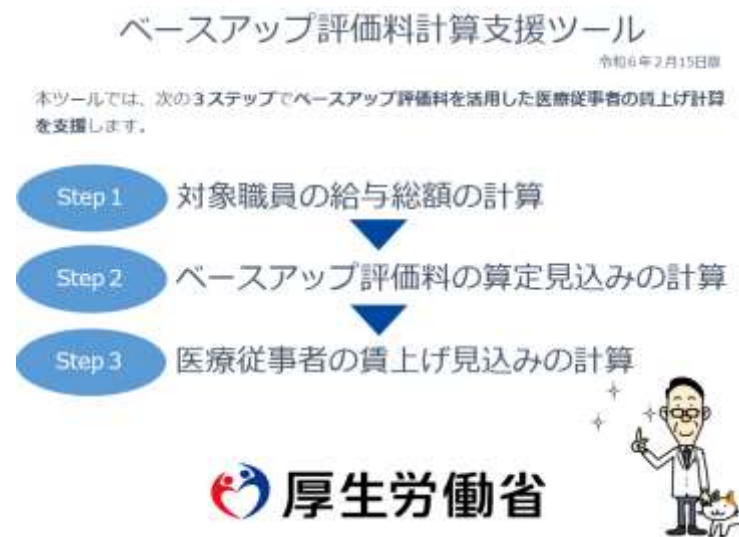 ベースアップ評価料計算支援ツール
令和6年2月15日版
本ツールでは、次の3ステップでベースアップ評価料を活用した医療従事者の賃上げ計算
を支援します。
Step 1
対象職員の給与総額の計算
Step 2
ベースアップ評価料の算定見込みの計算
Step 3
医療従事者の賃上げ見込みの計算
厚生労働省